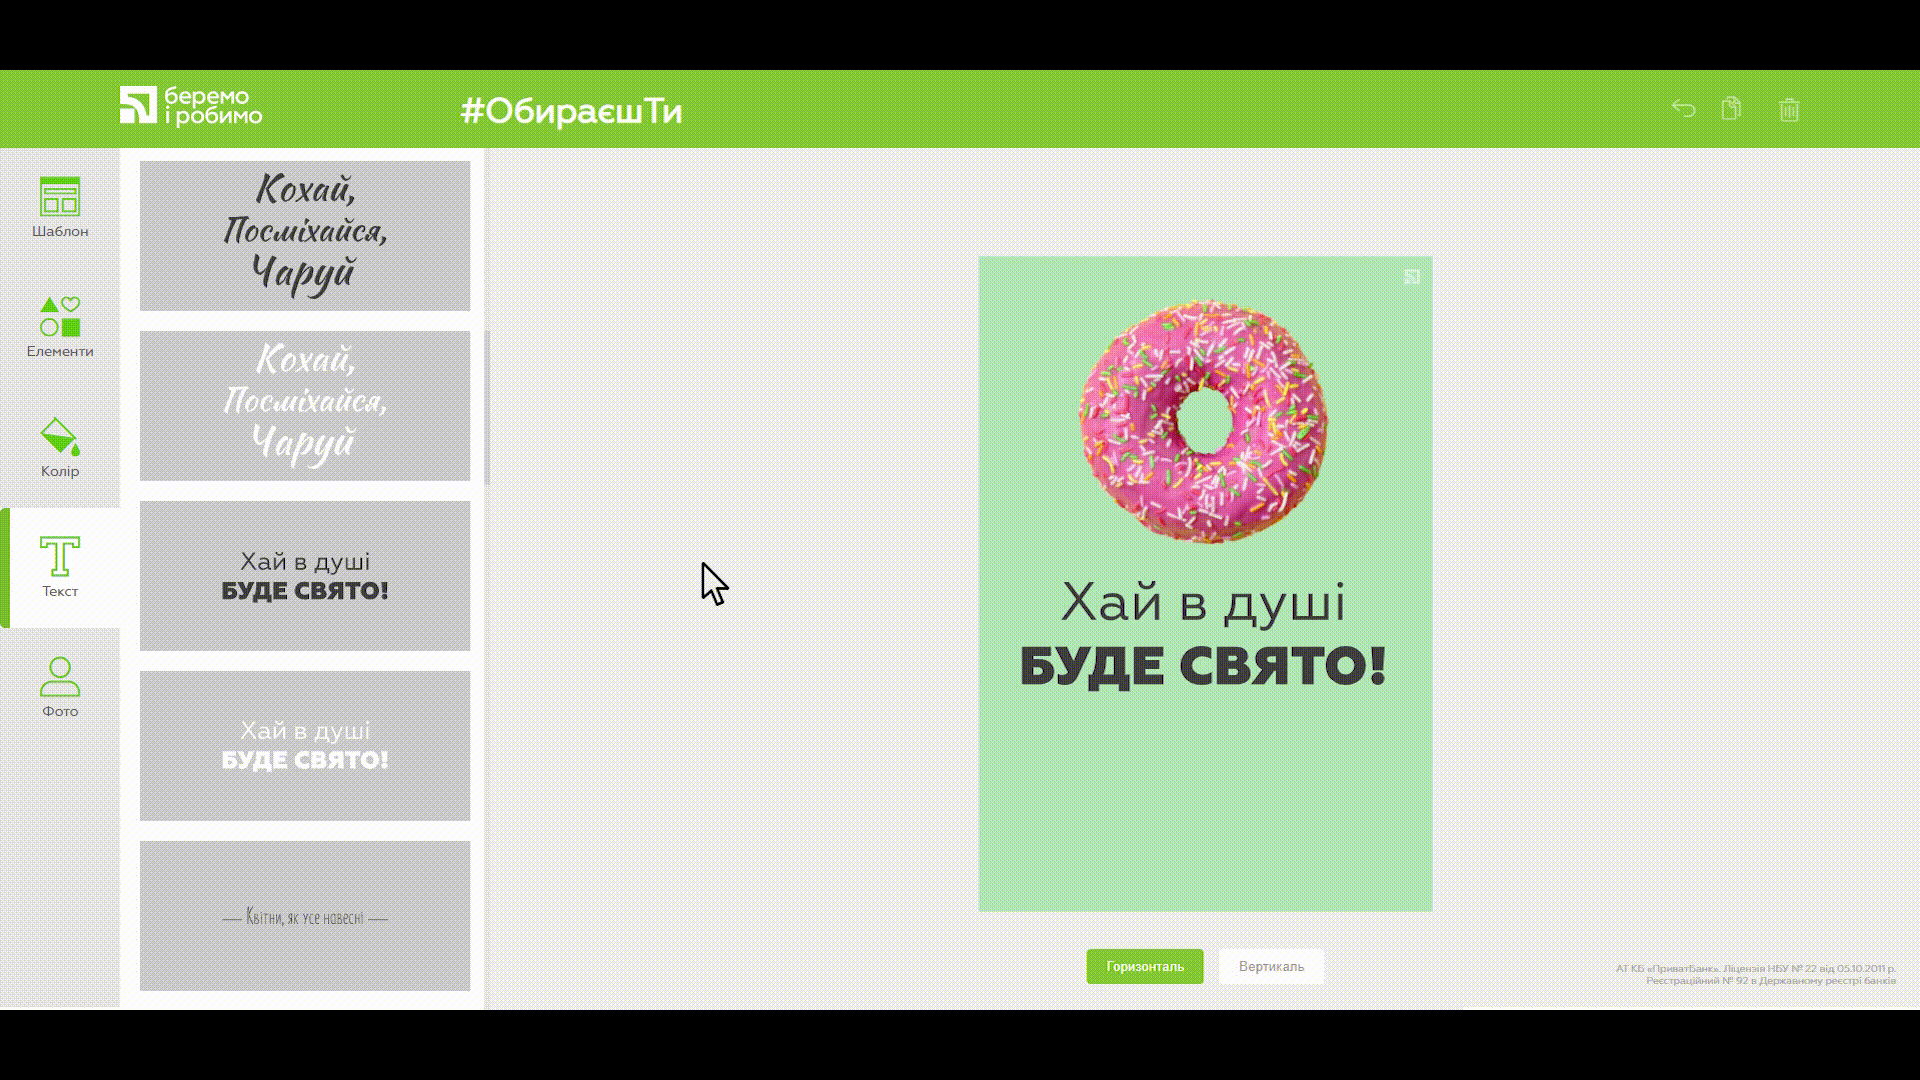 беремо
і робимо
#ОбираєшТи
Шаблон
Елементи
Колір
Текст
Фото
Кохай,
Посміхайся,
Чаруй
Кохай,
Посміхайся,
Чаруй
Хай в душі
БУДЕ СВЯТО!
Хай в душі
БУДЕ СВЯТО!
— Квітни, як усе навесні —
Хай в душі
БУДЕ СВЯТО!
Горизонталь
Вертикаль
АТ КБ «ПриватБанк». Ліцензія НБУ № 22 від 05.10.2011 р.
Реєстраційний № 92 в Державному реєстрі банків